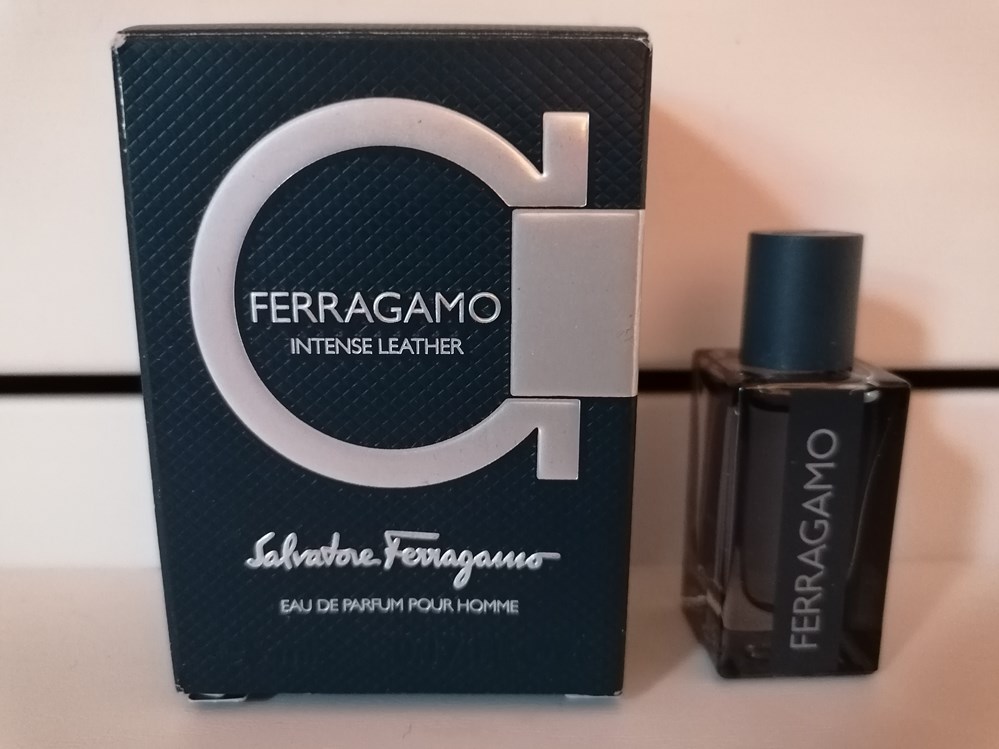 FERRAGAMO
INTENSE LEATHER
Salvatore Ferragamo
EAU DE PARFUM POUR HOMME
FERRAGAMO